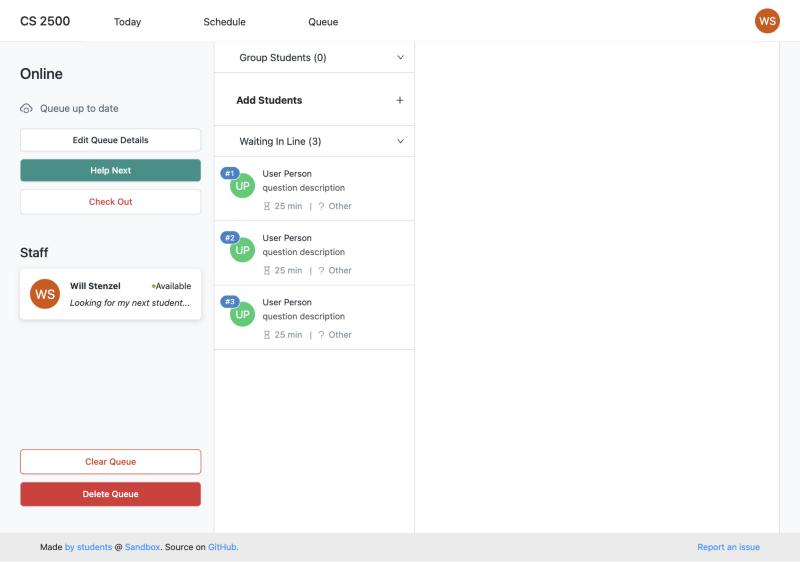 CS 2500 Today Schedule Queue WS
Online
Queue up to date
Edit Queue Details
Help Next
Check Out
Staff
WS Will Stenzel Available
Looking for my next student...
Clear Queue
Delete Queue
Group Students (0)
Add Students
Waiting In Line (3)
#1 UP User Person
question description
25 min | Other
#2 UP User Person
question description
25 min | Other
#3 UP User Person
question description
25 min | Other
Made by students @ Sandbox. Source on GitHub. Report an issue